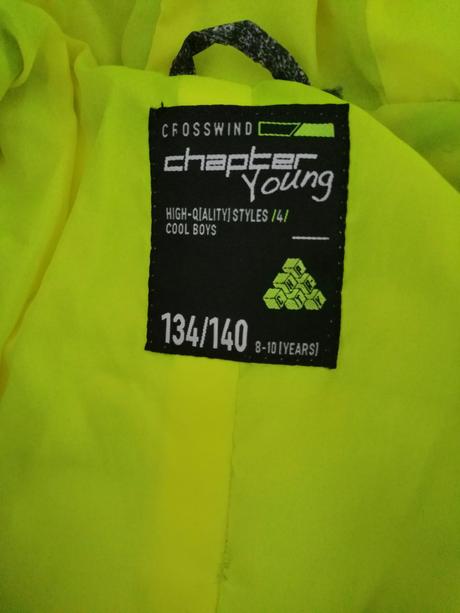 CROSSWIND
chapter
Young
HIGH-Q[ALITY] STYLES /4/
COOL BOYS
134/140 8-10 [YEARS]